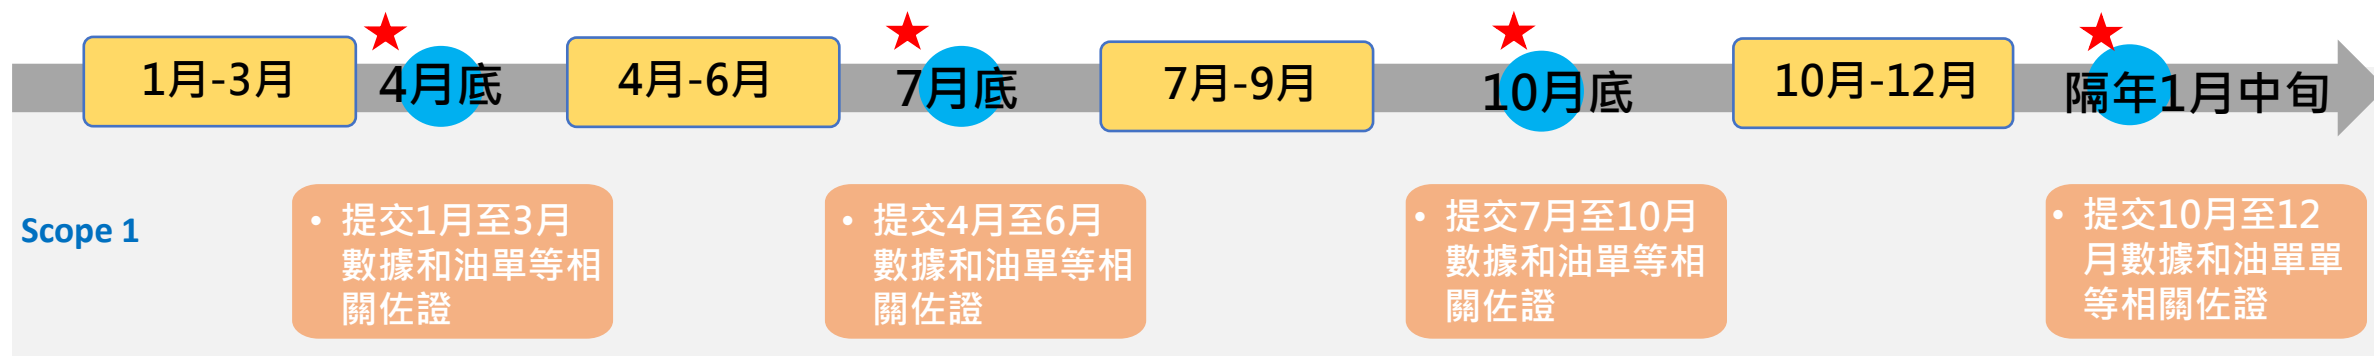 1月-3月
4月底
4月-6月
7月底
7月-9月
10月底
10月-12月
隔年1月中旬
Scope 1
• 提交1月至3月
數據和油單等相
關佐證
• 提交4月至6月
數據和油單等相
關佐證
• 提交7月至10月
數據和油單等相
關佐證
• 提交10月至12
月數據和油單單
等相關佐證